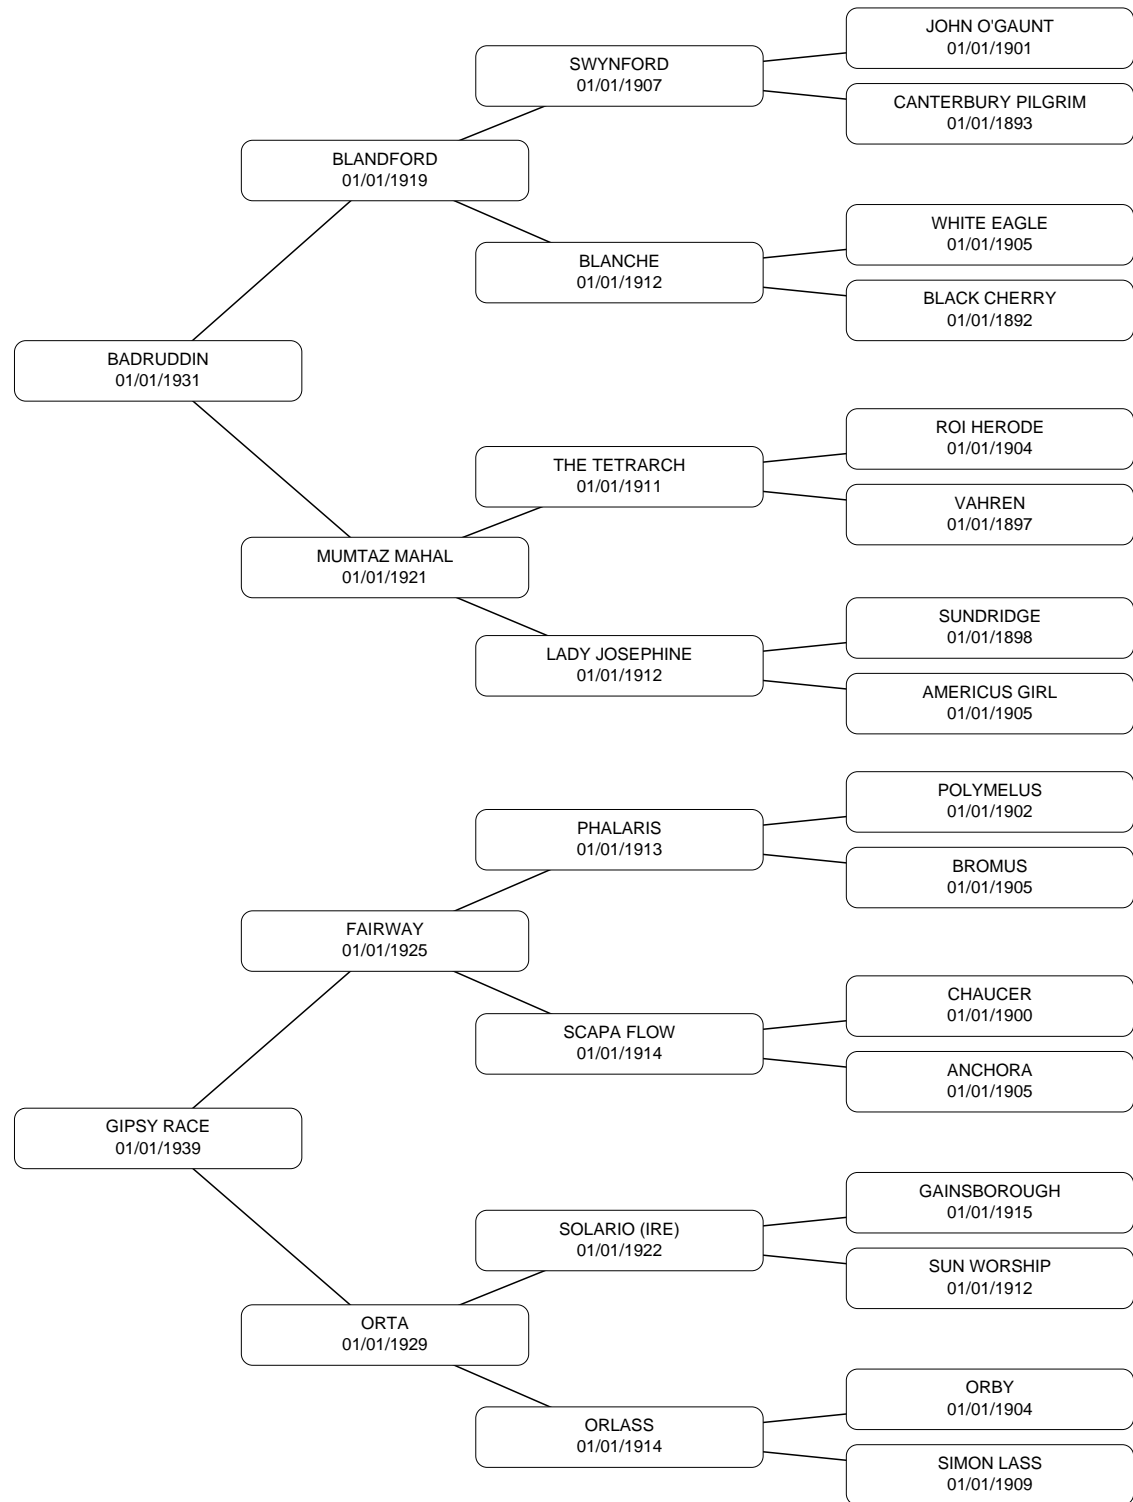 JOHN O'GAUNT
01/01/1901
SWYNFORD
01/01/1907
CANTERBURY PILGRIM
01/01/1893
BLANDFORD
01/01/1919
WHITE EAGLE
01/01/1905
BLANCHE
01/01/1912
BLACK CHERRY
01/01/1892
BADRUDDIN
01/01/1931
ROI HERODE
01/01/1904
THE TETRARCH
01/01/1911
VAHREN
01/01/1897
MUMTAZ MAHAL
01/01/1921
SUNDRIDGE
01/01/1898
LADY JOSEPHINE
01/01/1912
AMERICUS GIRL
01/01/1905
POLYMELUS
01/01/1902
PHALARIS
01/01/1913
BROMUS
01/01/1905
FAIRWAY
01/01/1925
CHAUCER
01/01/1900
SCAPA FLOW
01/01/1914
ANCHORA
01/01/1905
GIPSY RACE
01/01/1939
GAINSBOROUGH
01/01/1915
SOLARIO (IRE)
01/01/1922
SUN WORSHIP
01/01/1912
ORTA
01/01/1929
ORBY
01/01/1904
ORLASS
01/01/1914
SIMON LASS
01/01/1909